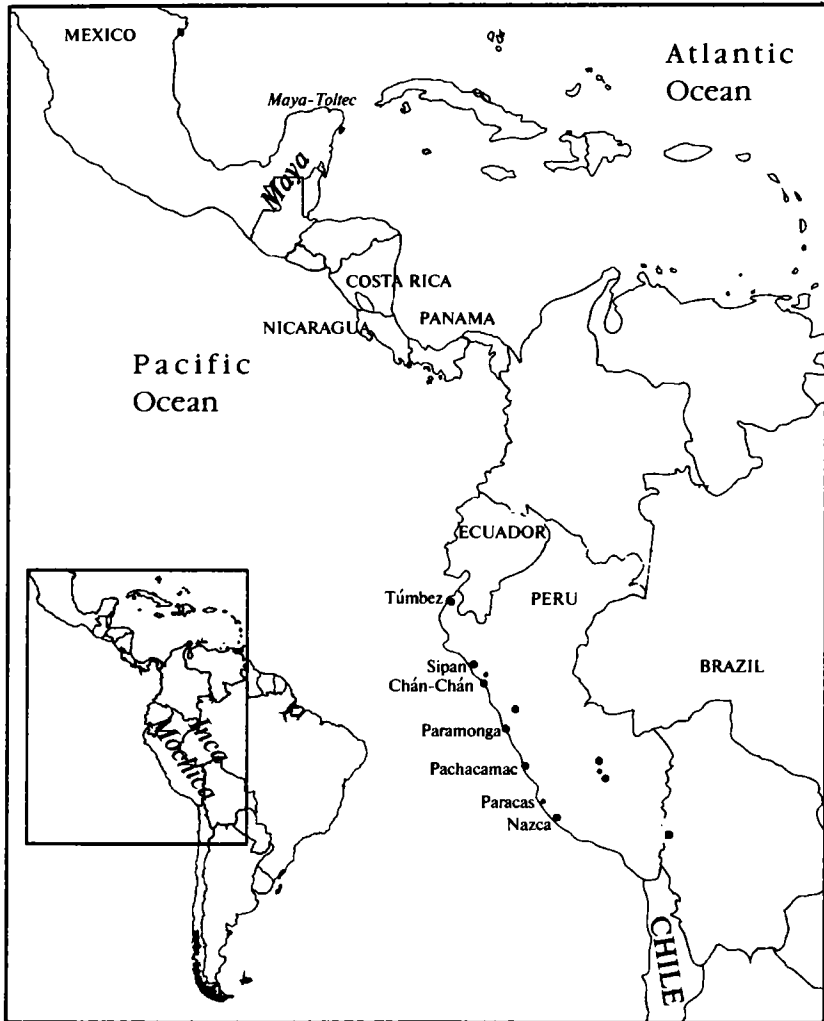 MEXICO
Atlantic
Ocean
Maya-Toltec
Maya
COSTA RICA
NICARAGUA
PANAMA
Pacific
Ocean
ECUADOR
Túmbez
PERU
Sipan
Chán-Chán
BRAZIL
Paramonga
Pachacamac
Paracas
Nazca
Inca
Mochica
CHILE